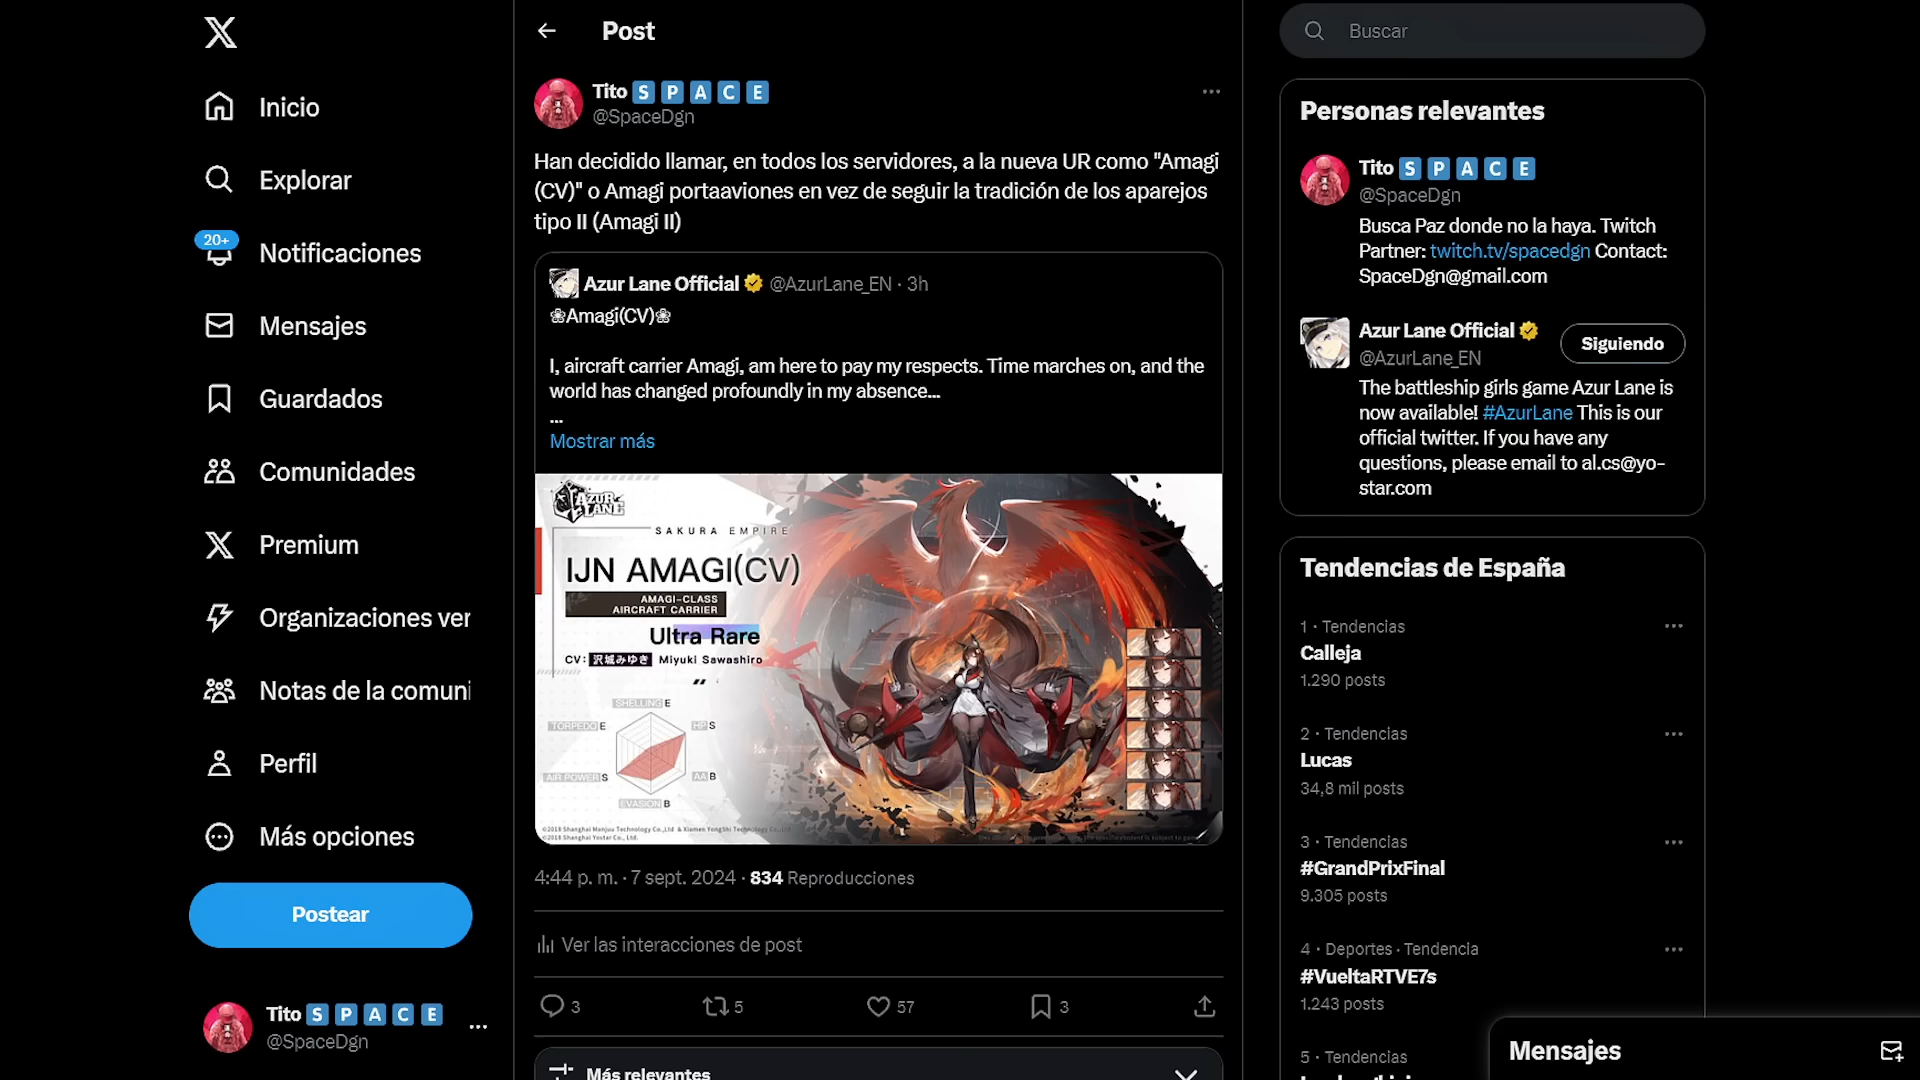 Inicio
Explorar
20+
Notificaciones
Mensajes
Guardados
Comunidades
Premium
Organizaciones ver
Notas de la comuni
Perfil
Más opciones
Postear
Tito S P A C E
@SpaceDgn
Post
Tito S P A C E
@SpaceDgn
Han decidido llamar, en todos los servidores, a la nueva UR como "Amagi
(CV)" o Amagi portaaviones en vez de seguir la tradición de los aparejos
tipo II (Amagi II)
Azur Lane Official @AzurLane_EN · 3h
❀Amagi(CV)❀
I, aircraft carrier Amagi, am here to pay my respects. Time marches on, and the
world has changed profoundly in my absence...
...
Mostrar más
AZUR LANE
SAKURA EMPIRE
IJN AMAGI(CV)
AMAGI-CLASS
AIRCRAFT CARRIER
Ultra Rare
CV: 沢城みゆき Miyuki Sawashiro
SHELLING E
TORPEDO E
HP S
AIR POWER S
AA B
EVASION B
©2018 Shanghai Manjuu Technology Co.,Ltd & Xiamen YongShi Technology Co.,Ltd
©2018 Shanghai Yostar Co., Ltd.
4:44 p. m. · 7 sept. 2024 · 834 Reproducciones
Ver las interacciones de post
3
5
57
3
Más relevantes
Buscar
Personas relevantes
Tito S P A C E
@SpaceDgn
Busca Paz donde no la haya. Twitch
Partner: twitch.tv/spacedgn Contact:
SpaceDgn@gmail.com
Azur Lane Official
@AzurLane_EN
Siguiendo
The battleship girls game Azur Lane is
now available! #AzurLane This is our
official twitter. If you have any
questions, please email to al.cs@yo-
star.com
Tendencias de España
1 · Tendencias
Calleja
1.290 posts
2 · Tendencias
Lucas
34,8 mil posts
3 · Tendencias
#GrandPrixFinal
9.305 posts
4 · Deportes · Tendencia
#VueltaRTVE7s
1.243 posts
5 · Tendencias
Mensajes